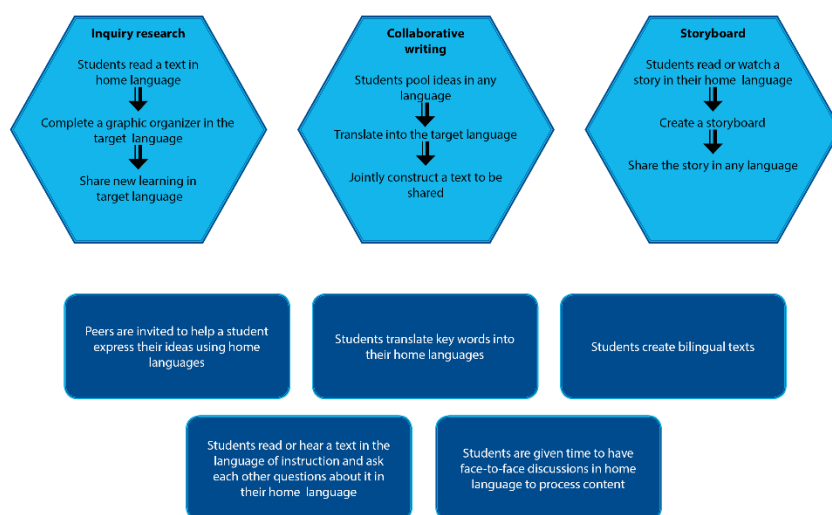 Inquiry research
Students read a text in
home language
Complete a graphic organizer in the
target language
Share new learning in
target language
Collaborative
writing
Students pool ideas in any
language
Translate into the target language
Jointly construct a text to be
shared
Storyboard
Students read or watch a
story in their home language
Create a storyboard
Share the story in any language
Peers are invited to help a student
express their ideas using home
languages
Students translate key words into
their home languages
Students create bilingual texts
Students read or hear a text in the
language of instruction and ask
each other questions about it in
their home language
Students are given time to have
face-to-face discussions in home
language to process content